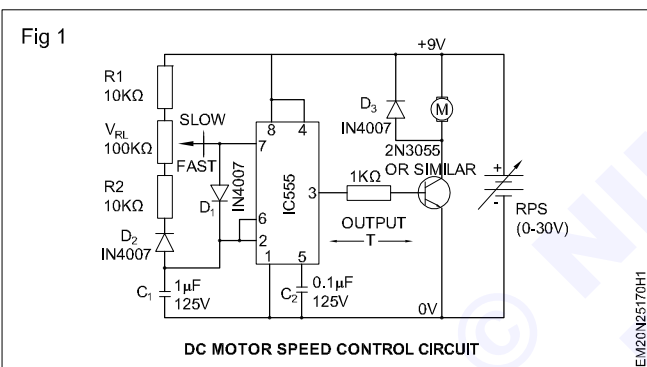 Fig 1
+9V
R1
10KΩ
VRL
100KΩ
SLOW
FAST
R2
10KΩ
D2
IN4007
C1
1µF
125V
D1
IN4007
8
4
7
6
2
3
1
5
IC555
C2
0.1µF
125V
1KΩ
D3
IN4007
M
2N3055
OR SIMILAR
OUTPUT
T
+
-
RPS
(0-30V)
0V
DC MOTOR SPEED CONTROL CIRCUIT
EM20N25170H1
© NI